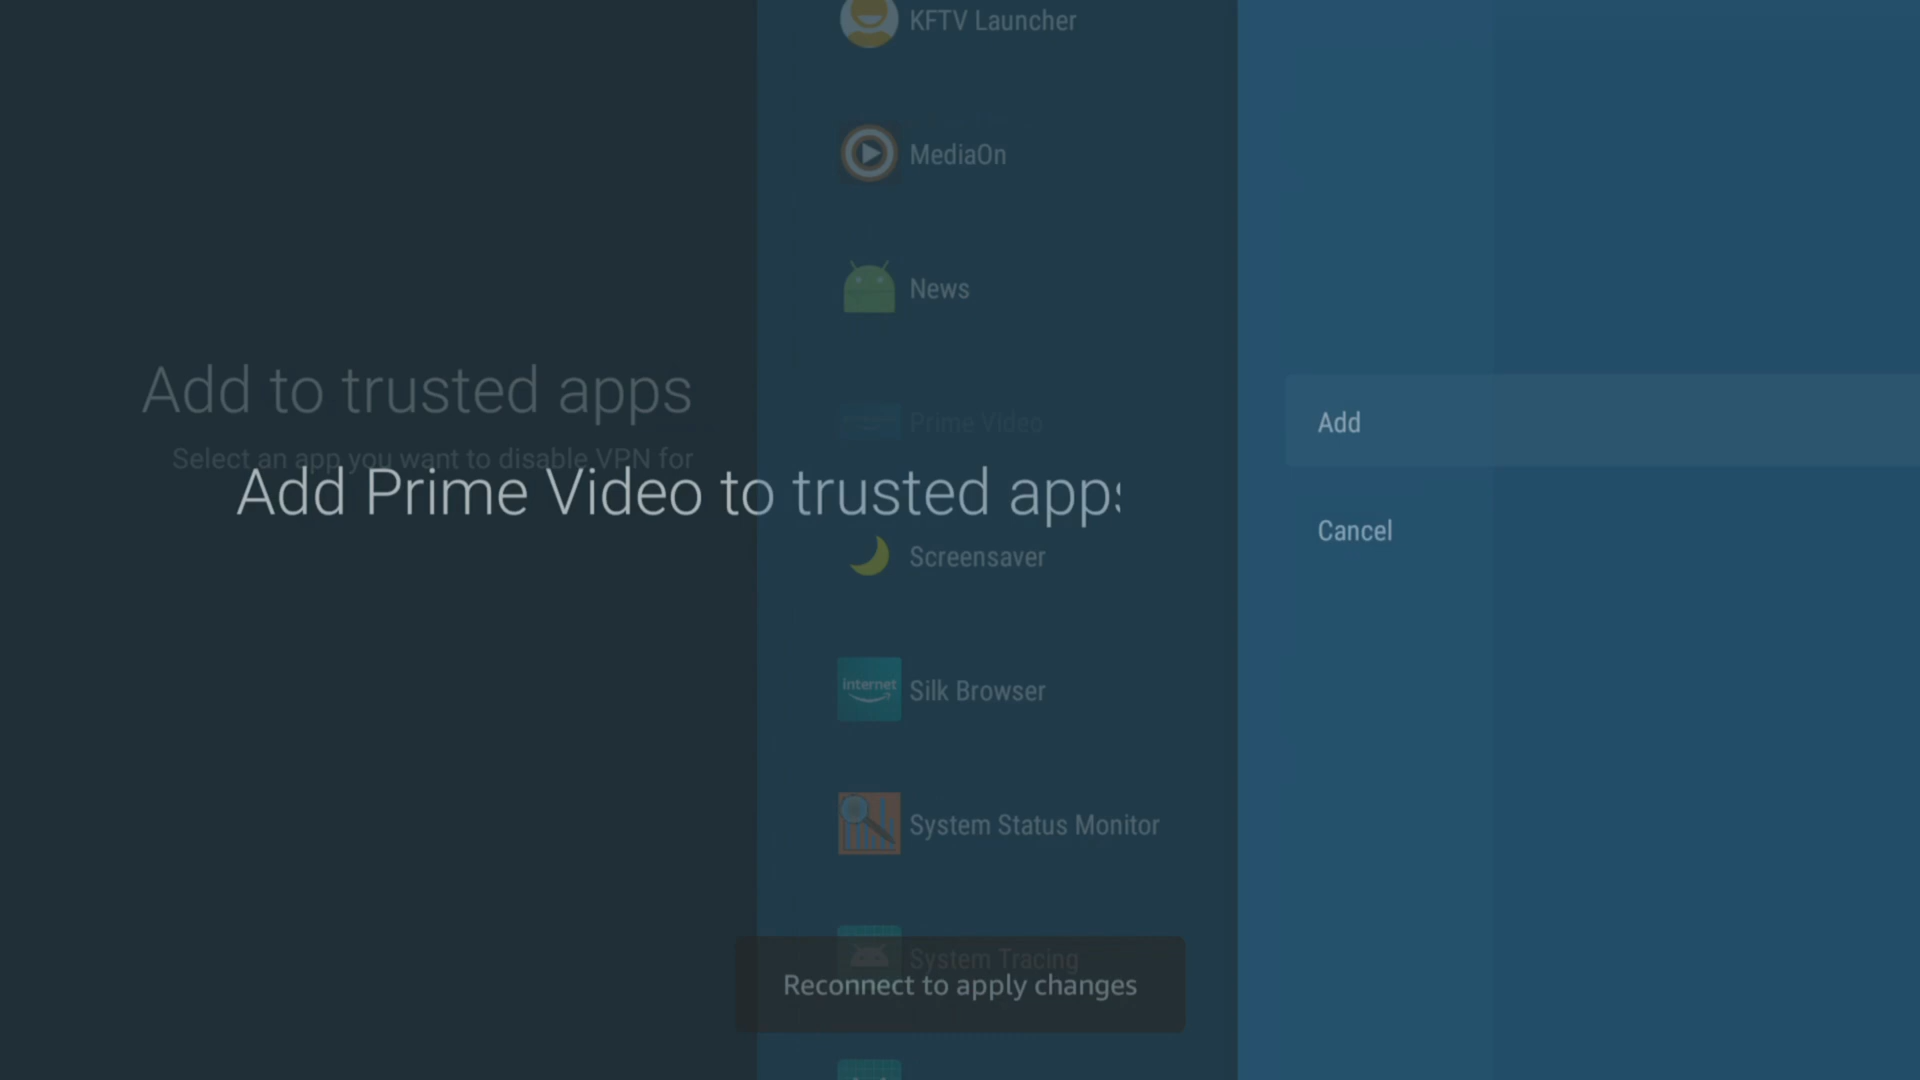 KFTV Launcher
MediaOn
News
Add to trusted apps
Select an app you want to disable VPN for
Prime Video
Add Prime Video to trusted apps
Add
Cancel
Screensaver
internet
Silk Browser
System Status Monitor
System Tracing
Reconnect to apply changes